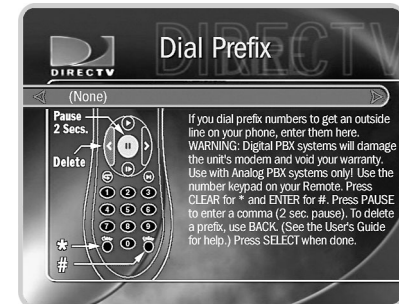 DIRECTV
Dial Prefix
DIRECTV
(None)
Pause
2 Secs.
Delete
*
#
1 2 3
4 5 6
7 8 9
0
If you dial prefix numbers to get an outside
line on your phone, enter them here.
WARNING: Digital PBX systems will damage
the unit's modem and void your warranty.
Use with Analog PBX systems only! Use the
number keypad on your Remote. Press
CLEAR for * and ENTER for #. Press PAUSE
to enter a comma (2 sec. pause). To delete
a prefix, use BACK. (See the User's Guide
for help.) Press SELECT when done.